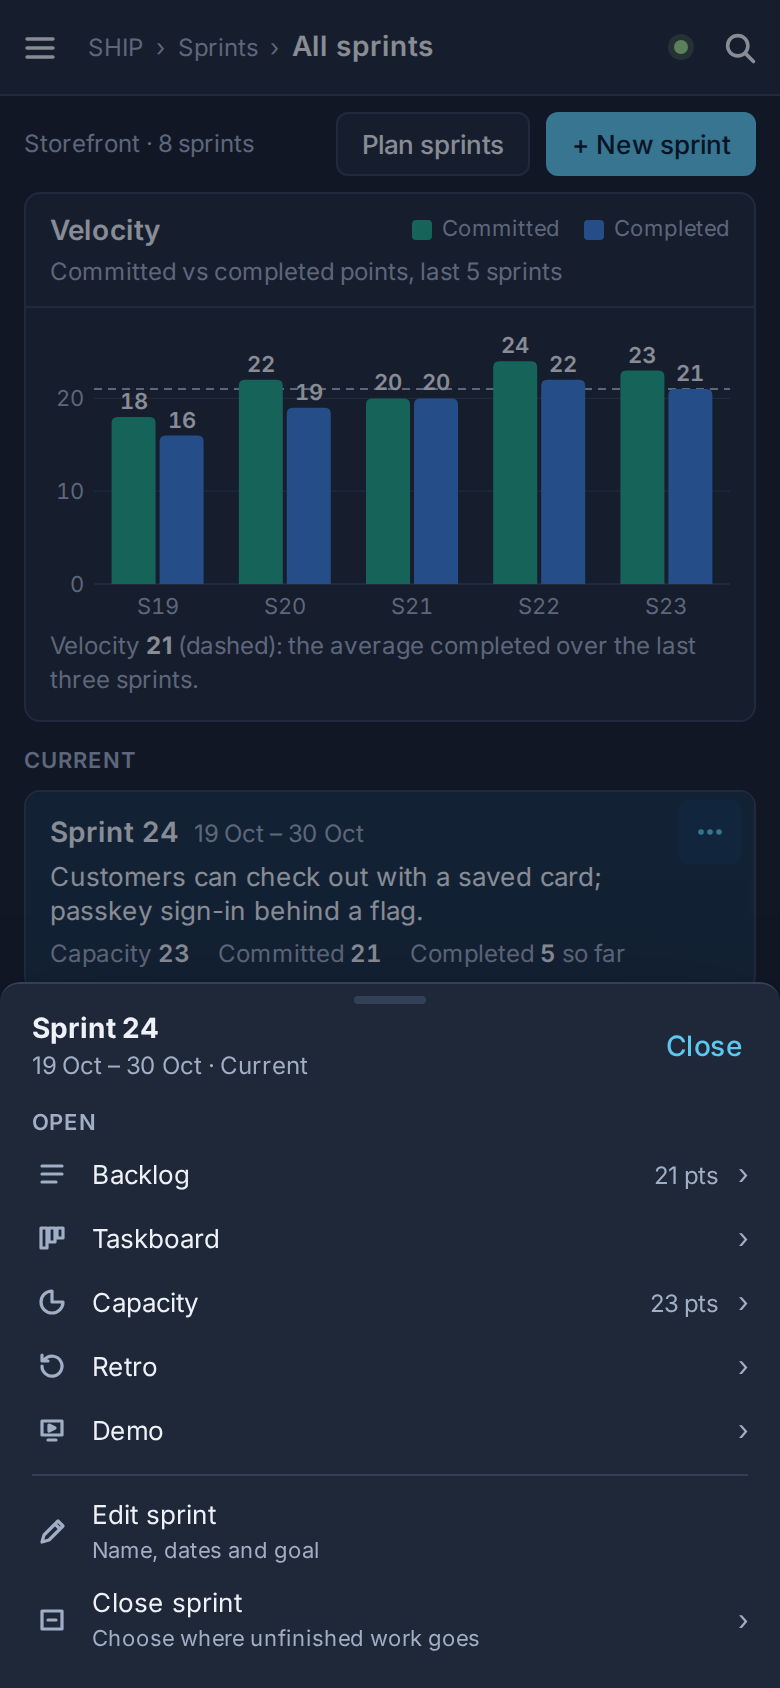 SHIP › Sprints › All sprints
Storefront · 8 sprints
Plan sprints
+ New sprint
Velocity
Committed
Completed
Committed vs completed points, last 5 sprints
20
10
0
18
16
22
19
20
20
24
22
23
21
S19
S20
S21
S22
S23
Velocity 21 (dashed): the average completed over the last
three sprints.
CURRENT
Sprint 24 19 Oct – 30 Oct
Customers can check out with a saved card;
passkey sign-in behind a flag.
Capacity 23 Committed 21 Completed 5 so far
Sprint 24
19 Oct – 30 Oct · Current
Close
OPEN
Backlog 21 pts ›
Taskboard ›
Capacity 23 pts ›
Retro ›
Demo ›
Edit sprint
Name, dates and goal
Close sprint ›
Choose where unfinished work goes